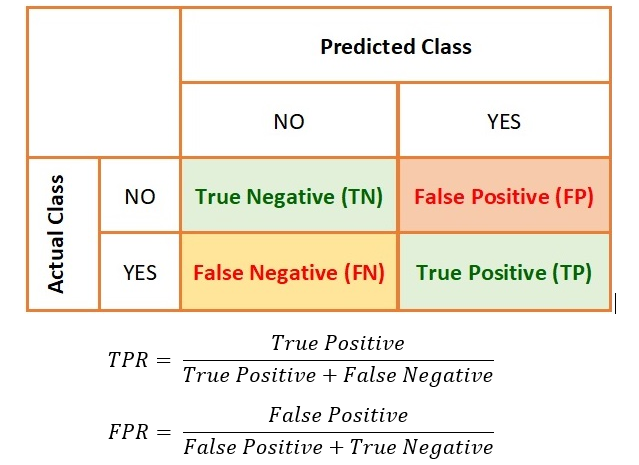 Predicted Class
NO YES
Actual Class
NO True Negative (TN) False Positive (FP)
YES False Negative (FN) True Positive (TP)
TPR = True Positive / True Positive + False Negative
FPR = False Positive / False Positive + True Negative